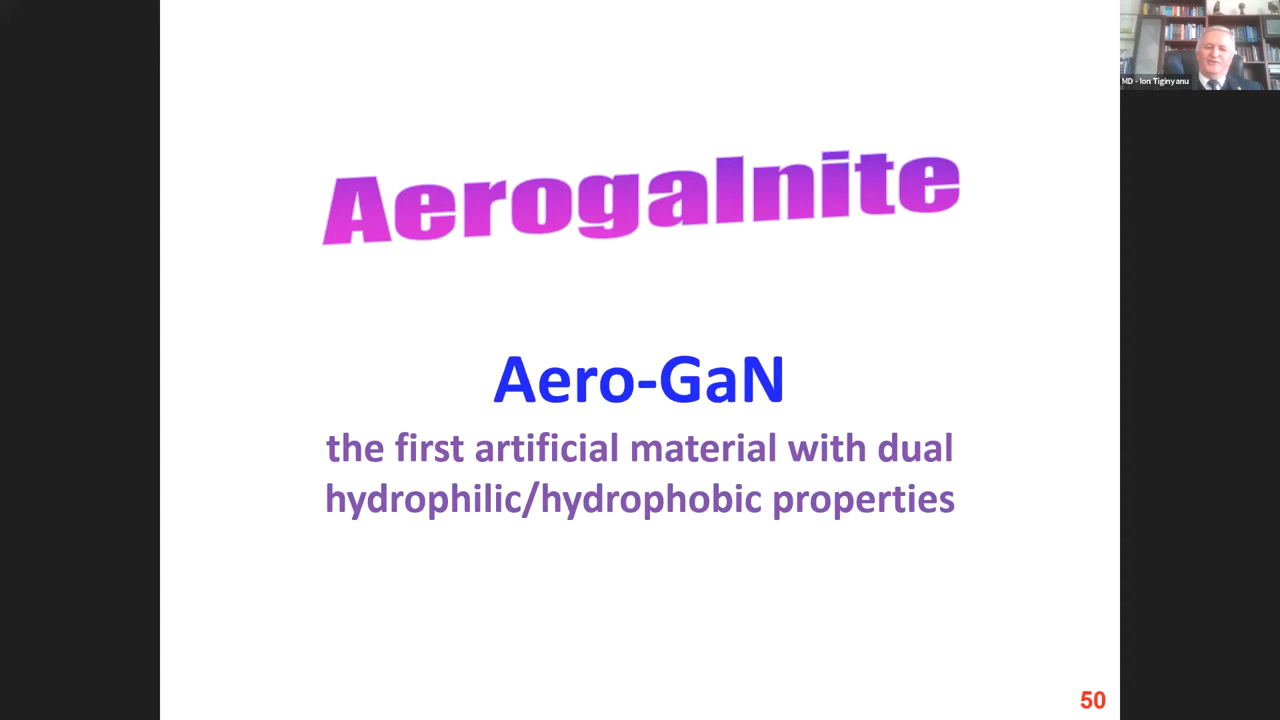 MD - Ion Tiginyanu
Aerogalnite
Aero-GaN
the first artificial material with dual
hydrophilic/hydrophobic properties
50